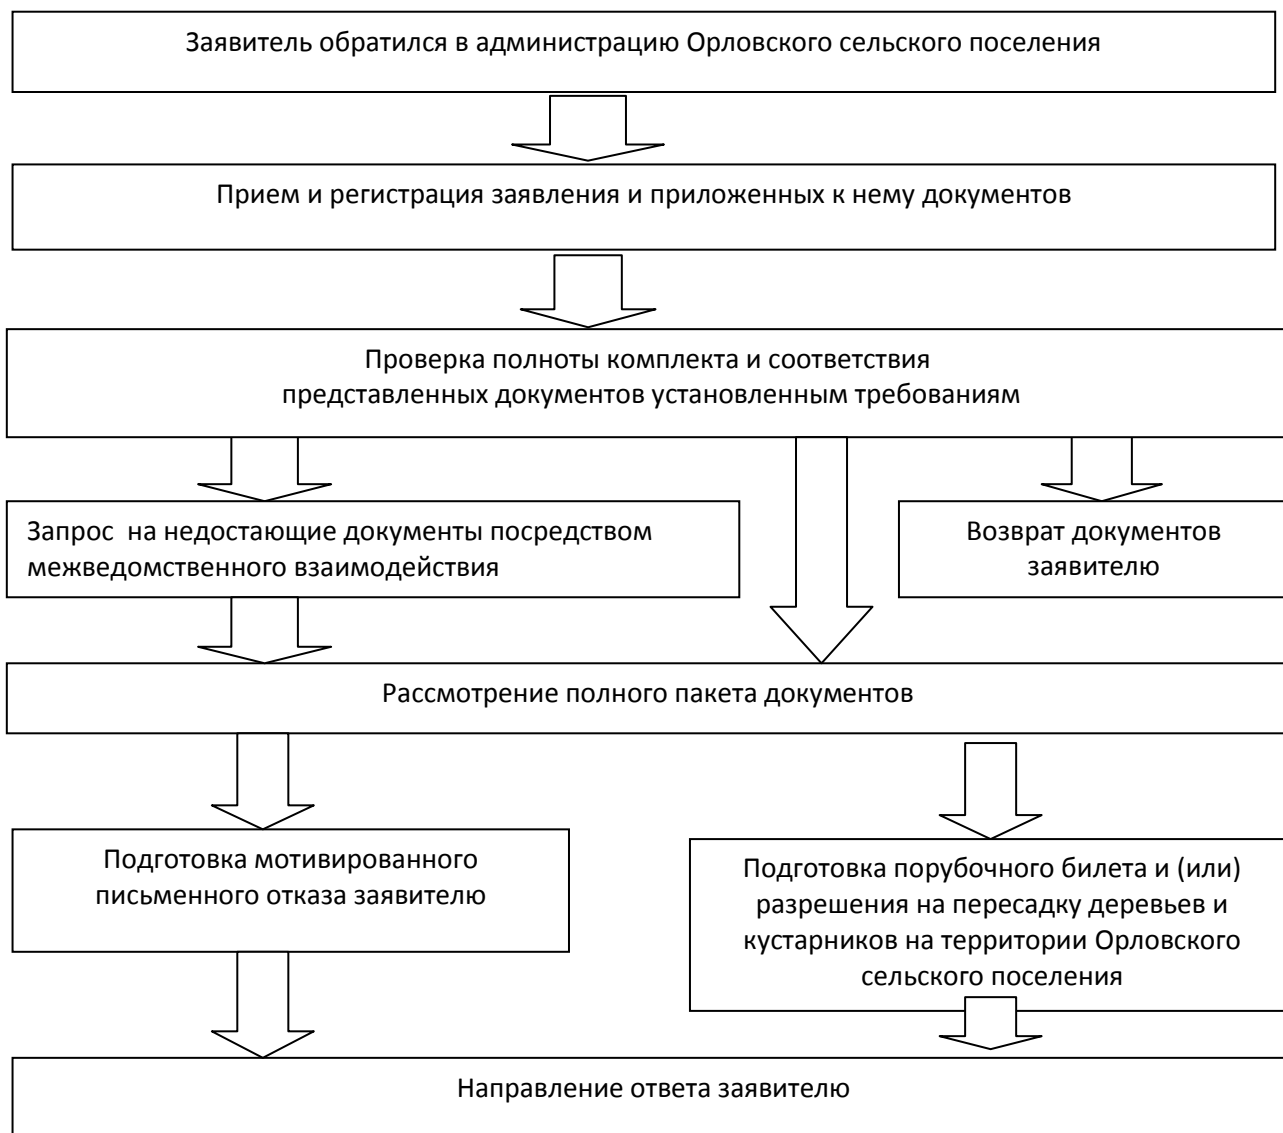 Заявитель обратился в администрацию Орловского сельского поселения
Прием и регистрация заявления и приложенных к нему документов
Проверка полноты комплекта и соответствия
представленных документов установленным требованиям
Запрос  на недостающие документы посредством
межведомственного взаимодействия
Возврат документов
заявителю
Рассмотрение полного пакета документов
Подготовка мотивированного
письменного отказа заявителю
Подготовка порубочного билета и (или)
разрешения на пересадку деревьев и
кустарников на территории Орловского
сельского поселения
Направление ответа заявителю